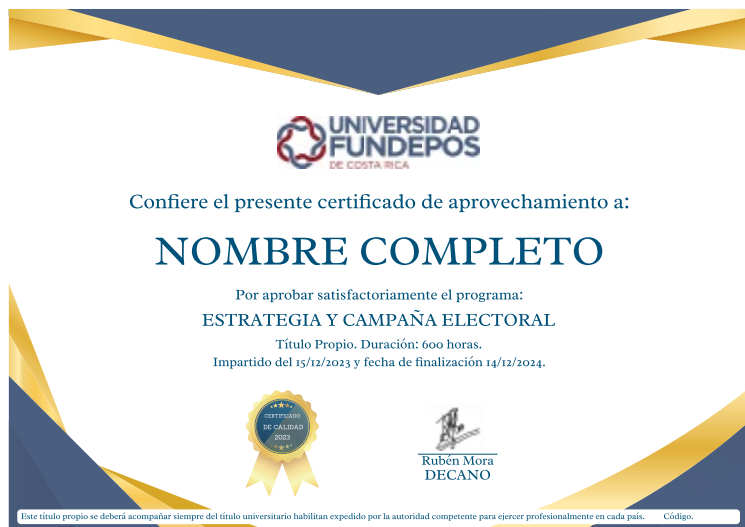 UNIVERSIDAD
FUNDEPOS
DE COSTA RICA
Confiere el presente certificado de aprovechamiento a:
NOMBRE COMPLETO
Por aprobar satisfactoriamente el programa:
ESTRATEGIA Y CAMPAÑA ELECTORAL
Título Propio. Duración: 600 horas.
Impartido del 15/12/2023 y fecha de finalización 14/12/2024.
CERTIFICADO
DE CALIDAD
2023
Rubén Mora
DECANO
Este título propio se deberá acompañar siempre del título universitario habilitan expedido por la autoridad competente para ejercer profesionalmente en cada país. Código.